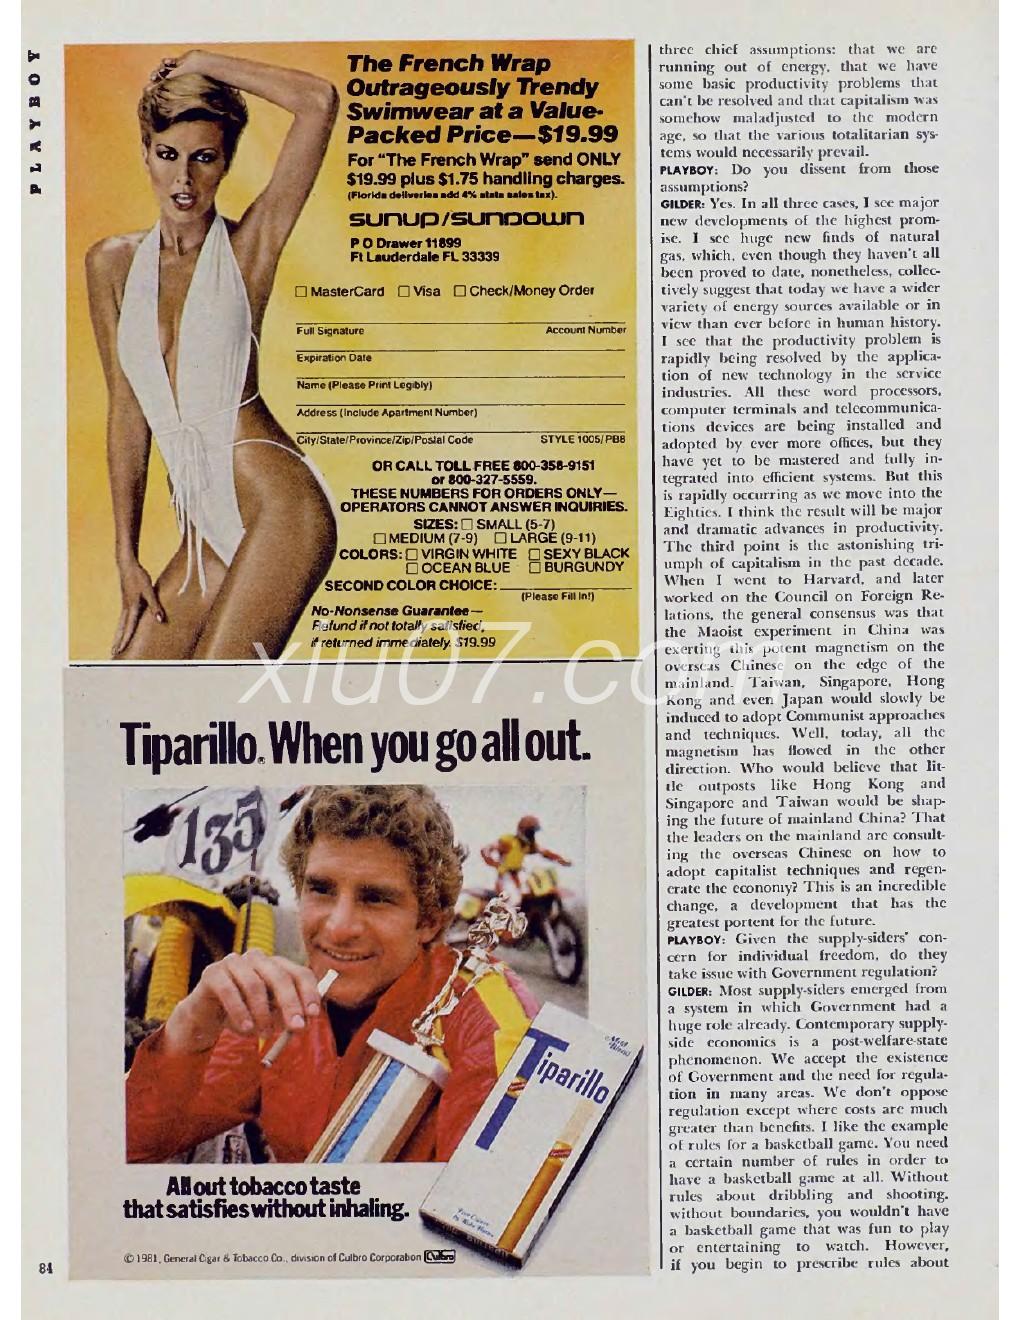 PLAYBOY
The French Wrap
Outrageously Trendy
Swimwear at a Value-
Packed Price—$19.99
For "The French Wrap" send ONLY
$19.99 plus $1.75 handling charges.
(Florida deliveries add 4% state sales tax).
sunup/sundown
P O Drawer 11899
Ft Lauderdale FL 33339
☐ MasterCard ☐ Visa ☐ Check/Money Order
Full Signature Account Number
Expiration Date
Name (Please Print Legibly)
Address (Include Apartment Number)
City/State/Province/Zip/Postal Code STYLE 1005/PB8
OR CALL TOLL FREE 800-358-9151
or 800-327-5559.
THESE NUMBERS FOR ORDERS ONLY—
OPERATORS CANNOT ANSWER INQUIRIES.
SIZES: ☐ SMALL (5-7)
☐ MEDIUM (7-9) ☐ LARGE (9-11)
COLORS: ☐ VIRGIN WHITE ☐ SEXY BLACK
☐ OCEAN BLUE ☐ BURGUNDY
SECOND COLOR CHOICE:
(Please Fill In!)
No-Nonsense Guarantee—
Refund if not totally satisfied,
if returned immediately. $19.99
xiu07.com
Tiparillo® When you go all out.
135
Tiparillo
All out tobacco taste
that satisfies without inhaling.
© 1981, General Cigar & Tobacco Co., division of Culbro Corporation Culbro
84
three chief assumptions: that we are
running out of energy, that we have
some basic productivity problems that
can't be resolved and that capitalism was
somehow maladjusted to the modern
age, so that the various totalitarian sys-
tems would necessarily prevail.
PLAYBOY: Do you dissent from those
assumptions?
GILDER: Yes. In all three cases, I see major
new developments of the highest prom-
ise. I see huge new finds of natural
gas, which, even though they haven't all
been proved to date, nonetheless, collec-
tively suggest that today we have a wider
variety of energy sources available or in
view than ever before in human history.
I see that the productivity problem is
rapidly being resolved by the applica-
tion of new technology in the service
industries. All these word processors,
computer terminals and telecommunica-
tions devices are being installed and
adopted by ever more offices, but they
have yet to be mastered and fully in-
tegrated into efficient systems. But this
is rapidly occurring as we move into the
Eighties. I think the result will be major
and dramatic advances in productivity.
The third point is the astonishing tri-
umph of capitalism in the past decade.
When I went to Harvard, and later
worked on the Council on Foreign Re-
lations, the general consensus was that
the Maoist experiment in China was
exerting this potent magnetism on the
overseas Chinese on the edge of the
mainland. Taiwan, Singapore, Hong
Kong and even Japan would slowly be
induced to adopt Communist approaches
and techniques. Well, today, all the
magnetism has flowed in the other
direction. Who would believe that lit-
tle outposts like Hong Kong and
Singapore and Taiwan would be shap-
ing the future of mainland China? That
the leaders on the mainland are consult-
ing the overseas Chinese on how to
adopt capitalist techniques and regen-
erate the economy? This is an incredible
change, a development that has the
greatest portent for the future.
PLAYBOY: Given the supply-siders' con-
cern for individual freedom, do they
take issue with Government regulation?
GILDER: Most supply-siders emerged from
a system in which Government had a
huge role already. Contemporary supply-
side economics is a post-welfare-state
phenomenon. We accept the existence
of Government and the need for regula-
tion in many areas. We don't oppose
regulation except where costs are much
greater than benefits. I like the example
of rules for a basketball game. You need
a certain number of rules in order to
have a basketball game at all. Without
rules about dribbling and shooting,
without boundaries, you wouldn't have
a basketball game that was fun to play
or entertaining to watch. However,
if you begin to prescribe rules about